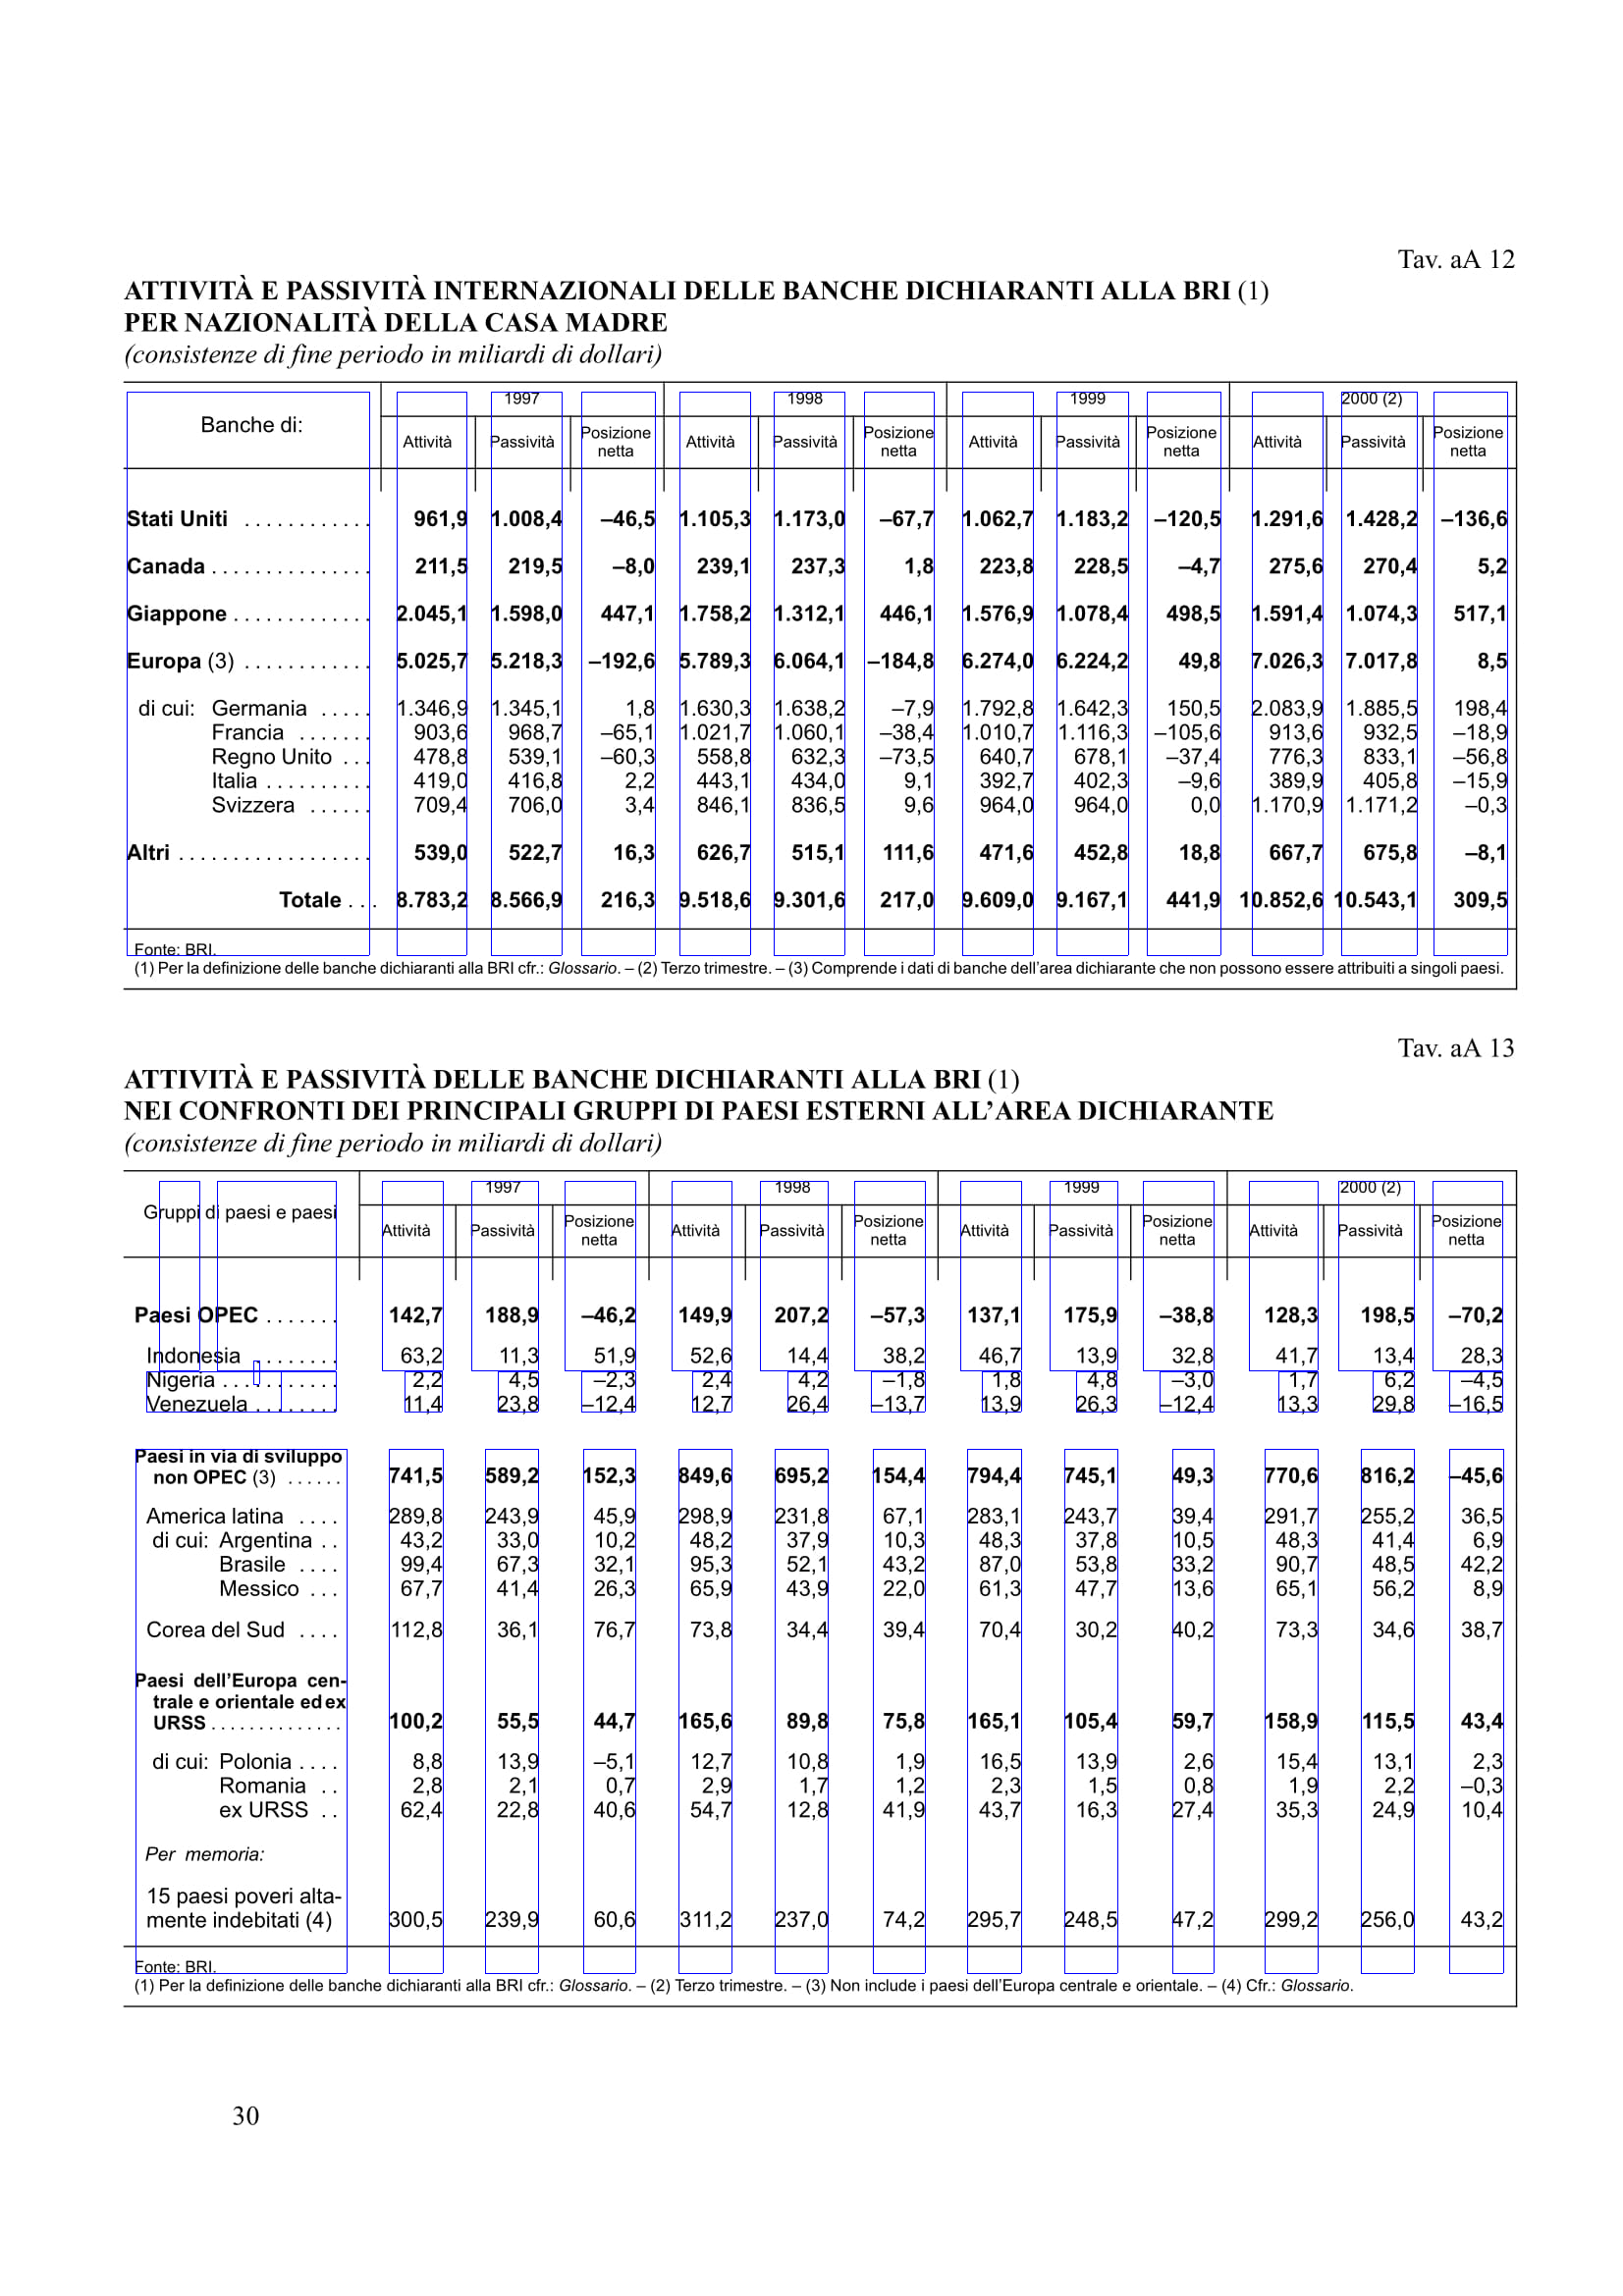 Tav. aA 12
ATTIVITÀ E PASSIVITÀ INTERNAZIONALI DELLE BANCHE DICHIARANTI ALLA BRI (1)
PER NAZIONALITÀ DELLA CASA MADRE
(consistenze di fine periodo in miliardi di dollari)
Banche di: 1997 1998 1999 2000 (2)
Attività Passività Posizione netta Attività Passività Posizione netta Attività Passività Posizione netta Attività Passività Posizione netta
Stati Uniti . . . . . . . . . . . . 961,9 1.008,4 –46,5 1.105,3 1.173,0 –67,7 1.062,7 1.183,2 –120,5 1.291,6 1.428,2 –136,6
Canada . . . . . . . . . . . . . . . 211,5 219,5 –8,0 239,1 237,3 1,8 223,8 228,5 –4,7 275,6 270,4 5,2
Giappone . . . . . . . . . . . . . 2.045,1 1.598,0 447,1 1.758,2 1.312,1 446,1 1.576,9 1.078,4 498,5 1.591,4 1.074,3 517,1
Europa (3) . . . . . . . . . . . . 5.025,7 5.218,3 –192,6 5.789,3 6.064,1 –184,8 6.274,0 6.224,2 49,8 7.026,3 7.017,8 8,5
di cui: Germania . . . . . 1.346,9 1.345,1 1,8 1.630,3 1.638,2 –7,9 1.792,8 1.642,3 150,5 2.083,9 1.885,5 198,4
Francia . . . . . . . 903,6 968,7 –65,1 1.021,7 1.060,1 –38,4 1.010,7 1.116,3 –105,6 913,6 932,5 –18,9
Regno Unito . . . 478,8 539,1 –60,3 558,8 632,3 –73,5 640,7 678,1 –37,4 776,3 833,1 –56,8
Italia . . . . . . . . . . 419,0 416,8 2,2 443,1 434,0 9,1 392,7 402,3 –9,6 389,9 405,8 –15,9
Svizzera . . . . . . 709,4 706,0 3,4 846,1 836,5 9,6 964,0 964,0 0,0 1.170,9 1.171,2 –0,3
Altri . . . . . . . . . . . . . . . . . . 539,0 522,7 16,3 626,7 515,1 111,6 471,6 452,8 18,8 667,7 675,8 –8,1
Totale . . . 8.783,2 8.566,9 216,3 9.518,6 9.301,6 217,0 9.609,0 9.167,1 441,9 10.852,6 10.543,1 309,5
Fonte: BRI.
(1) Per la definizione delle banche dichiaranti alla BRI cfr.: Glossario. – (2) Terzo trimestre. – (3) Comprende i dati di banche dell’area dichiarante che non possono essere attribuiti a singoli paesi.
Tav. aA 13
ATTIVITÀ E PASSIVITÀ DELLE BANCHE DICHIARANTI ALLA BRI (1)
NEI CONFRONTI DEI PRINCIPALI GRUPPI DI PAESI ESTERNI ALL’AREA DICHIARANTE
(consistenze di fine periodo in miliardi di dollari)
Gruppi di paesi e paesi 1997 1998 1999 2000 (2)
Attività Passività Posizione netta Attività Passività Posizione netta Attività Passività Posizione netta Attività Passività Posizione netta
Paesi OPEC . . . . . . . 142,7 188,9 –46,2 149,9 207,2 –57,3 137,1 175,9 –38,8 128,3 198,5 –70,2
Indonesia . . . . . . . . 63,2 11,3 51,9 52,6 14,4 38,2 46,7 13,9 32,8 41,7 13,4 28,3
Nigeria . . . . . . . . . . . 2,2 4,5 –2,3 2,4 4,2 –1,8 1,8 4,8 –3,0 1,7 6,2 –4,5
Venezuela . . . . . . . . 11,4 23,8 –12,4 12,7 26,4 –13,7 13,9 26,3 –12,4 13,3 29,8 –16,5
Paesi in via di sviluppo
non OPEC (3) . . . . . . 741,5 589,2 152,3 849,6 695,2 154,4 794,4 745,1 49,3 770,6 816,2 –45,6
America latina . . . . 289,8 243,9 45,9 298,9 231,8 67,1 283,1 243,7 39,4 291,7 255,2 36,5
di cui: Argentina . . 43,2 33,0 10,2 48,2 37,9 10,3 48,3 37,8 10,5 48,3 41,4 6,9
Brasile . . . . 99,4 67,3 32,1 95,3 52,1 43,2 87,0 53,8 33,2 90,7 48,5 42,2
Messico . . . 67,7 41,4 26,3 65,9 43,9 22,0 61,3 47,7 13,6 65,1 56,2 8,9
Corea del Sud . . . . 112,8 36,1 76,7 73,8 34,4 39,4 70,4 30,2 40,2 73,3 34,6 38,7
Paesi dell’Europa cen-
trale e orientale ed ex
URSS . . . . . . . . . . . . . . 100,2 55,5 44,7 165,6 89,8 75,8 165,1 105,4 59,7 158,9 115,5 43,4
di cui: Polonia . . . . 8,8 13,9 –5,1 12,7 10,8 1,9 16,5 13,9 2,6 15,4 13,1 2,3
Romania . . 2,8 2,1 0,7 2,9 1,7 1,2 2,3 1,5 0,8 1,9 2,2 –0,3
ex URSS . . 62,4 22,8 40,6 54,7 12,8 41,9 43,7 16,3 27,4 35,3 24,9 10,4
Per memoria:
15 paesi poveri alta-
mente indebitati (4) 300,5 239,9 60,6 311,2 237,0 74,2 295,7 248,5 47,2 299,2 256,0 43,2
Fonte: BRI.
(1) Per la definizione delle banche dichiaranti alla BRI cfr.: Glossario. – (2) Terzo trimestre. – (3) Non include i paesi dell’Europa centrale e orientale. – (4) Cfr.: Glossario.
30